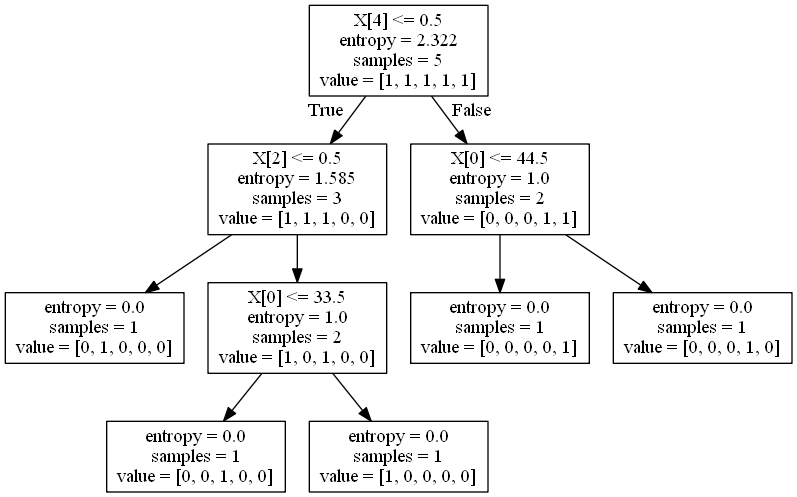 X[4] <= 0.5
entropy = 2.322
samples = 5
value = [1, 1, 1, 1, 1]
True
False
X[2] <= 0.5
entropy = 1.585
samples = 3
value = [1, 1, 1, 0, 0]
X[0] <= 44.5
entropy = 1.0
samples = 2
value = [0, 0, 0, 1, 1]
entropy = 0.0
samples = 1
value = [0, 1, 0, 0, 0]
X[0] <= 33.5
entropy = 1.0
samples = 2
value = [1, 0, 1, 0, 0]
entropy = 0.0
samples = 1
value = [0, 0, 0, 0, 1]
entropy = 0.0
samples = 1
value = [0, 0, 0, 1, 0]
entropy = 0.0
samples = 1
value = [0, 0, 1, 0, 0]
entropy = 0.0
samples = 1
value = [1, 0, 0, 0, 0]